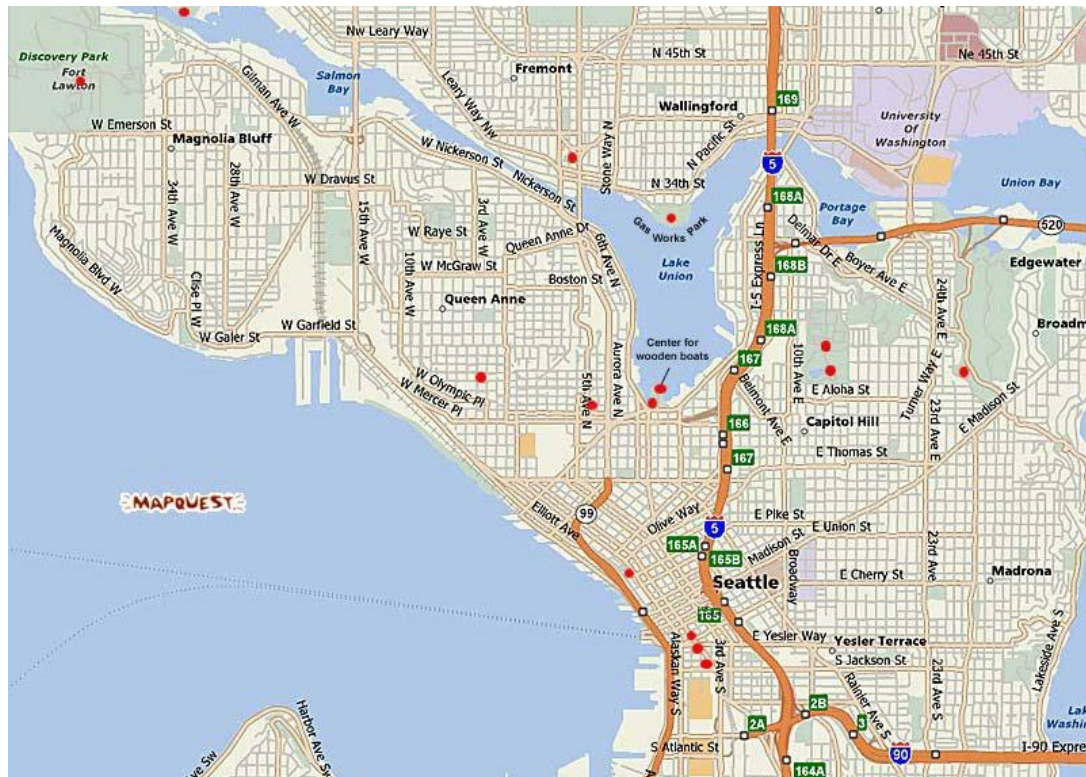 Nw Leary Way
N 45th St
Ne 45th St
Discovery Park
Fort
Lawton
Salmon
Bay
Fremont
Gilman Ave W
Leary Way Nw
Wallingford
169
University
Of
Washington
W Emerson St
Magnolia Bluff
W Nickerson St
Stone Way N
N Pacific St
5
34th Ave W
28th Ave W
W Dravus St
15th Ave W
Nickerson St
N 34th St
168A
Union Bay
3rd Ave W
Gas Works Park
Portage
Bay
W Raye St
Queen Anne Dr
6th Ave N
Delmar Dr E
520
Magnolia Blvd W
10th Ave W
W McGraw St
Lake
Union
I-5 Express Ln
168B
Boyer Ave E
Edgewater
Clise Pl W
Boston St
24th Ave E
Queen Anne
W Galer St
W Garfield St
168A
Broadm
Center for
wooden boats
Aurora Ave N
10th Ave E
167
Turner Way E
W Olympic Pl
W Mercer Pl
5th Ave N
Belmont Ave E
E Aloha St
E Madison St
23rd Ave E
166
Capitol Hill
167
E Thomas St
MAPQUEST
Elliott Ave
99
Olive Way
5
E Pike St
E Union St
23rd Ave
165A
165B
Madison St
Broadway
Seattle
E Cherry St
Madrona
165
E Yesler Way
Yesler Terrace
Alaskan Way S
3rd Ave S
S Jackson St
23rd Ave S
Lakeside Ave S
Rainier Ave S
Harbor Ave Sw
2A
2B
3
Lak
Washin
S Atlantic St
90
I-90 Expre
ve Sw
164A
A